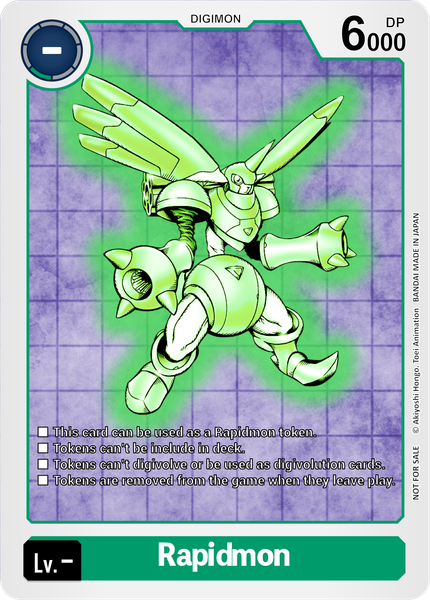 DIGIMON
–
DP
6000
□ This card can be used as a Rapidmon token.
□ Tokens can't be include in deck.
□ Tokens can't digivolve or be used as digivolution cards.
□ Tokens are removed from the game when they leave play.
NOT FOR SALE © Akiyoshi Hongo. Toei Animation BANDAI MADE IN JAPAN
Lv.–
Rapidmon